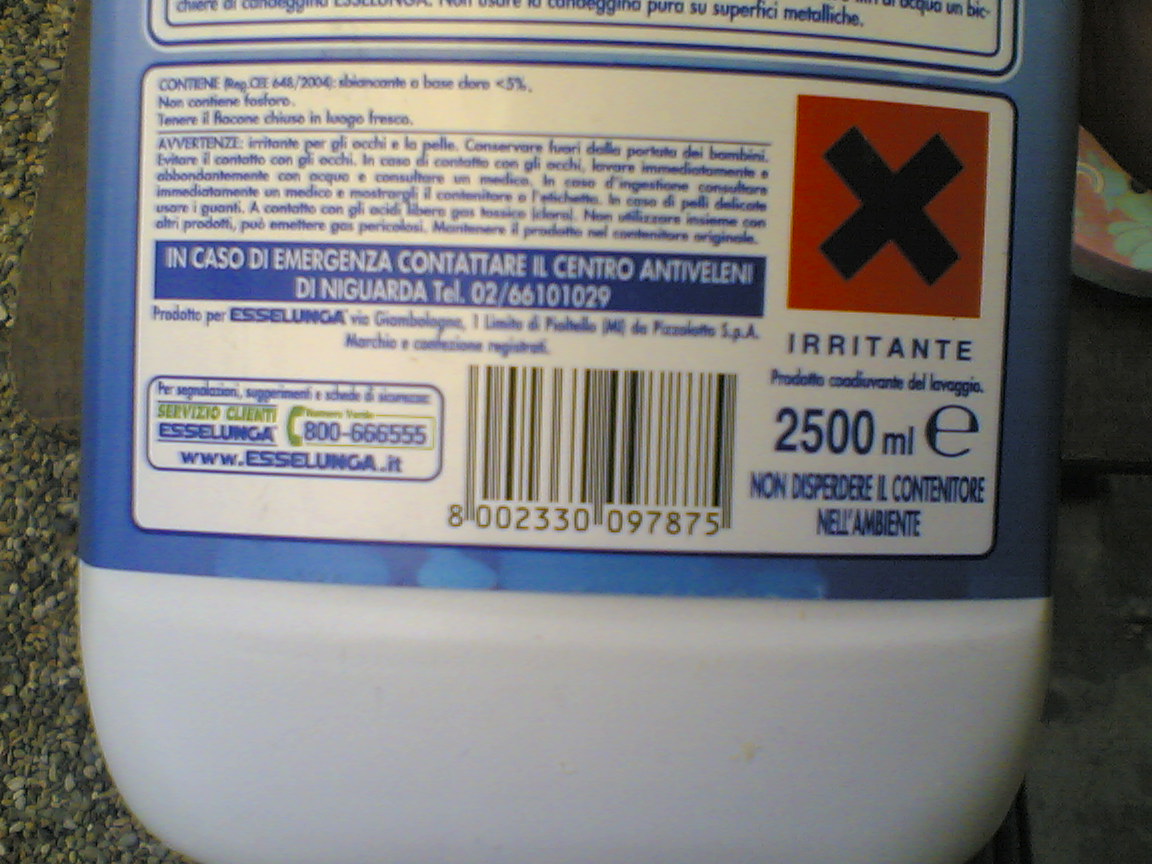 chiere di candeggina ESSELUNGA. Non usare la candeggina pura su superfici metalliche. acqua un bic-
CONTIENE (Reg.CEE 648/2004): sbiancante a base cloro <5%.
Non contiene fosforo.
Tenere il flacone chiuso in luogo fresco.
AVVERTENZE: irritante per gli occhi e la pelle. Conservare fuori dalla portata dei bambini.
Evitare il contatto con gli occhi. In caso di contatto con gli occhi, lavare immediatamente e
abbondantemente con acqua e consultare un medico. In caso d'ingestione consultare
immediatamente un medico e mostrargli il contenitore o l'etichetta. In caso di pelli delicate
usare i guanti. A contatto con gli acidi libera gas tossico (cloro). Non utilizzare insieme con
altri prodotti, può emettere gas pericolosi. Mantenere il prodotto nel contenitore originale.
IN CASO DI EMERGENZA CONTATTARE IL CENTRO ANTIVELENI
DI NIGUARDA Tel. 02/66101029
Prodotto per ESSELUNGA via Giambologna, 1 Limito di Pioltello (MI) da Pizzolotto S.p.A.
Marchio e confezione registrati.
Per segnalazioni, suggerimenti e schede di sicurezza:
SERVIZIO CLIENTI Numero Verde
ESSELUNGA 800-666555
www.ESSELUNGA.it
8 002330 097875
IRRITANTE
Prodotto coadiuvante del lavaggio.
2500 ml e
NON DISPERDERE IL CONTENITORE
NELL'AMBIENTE